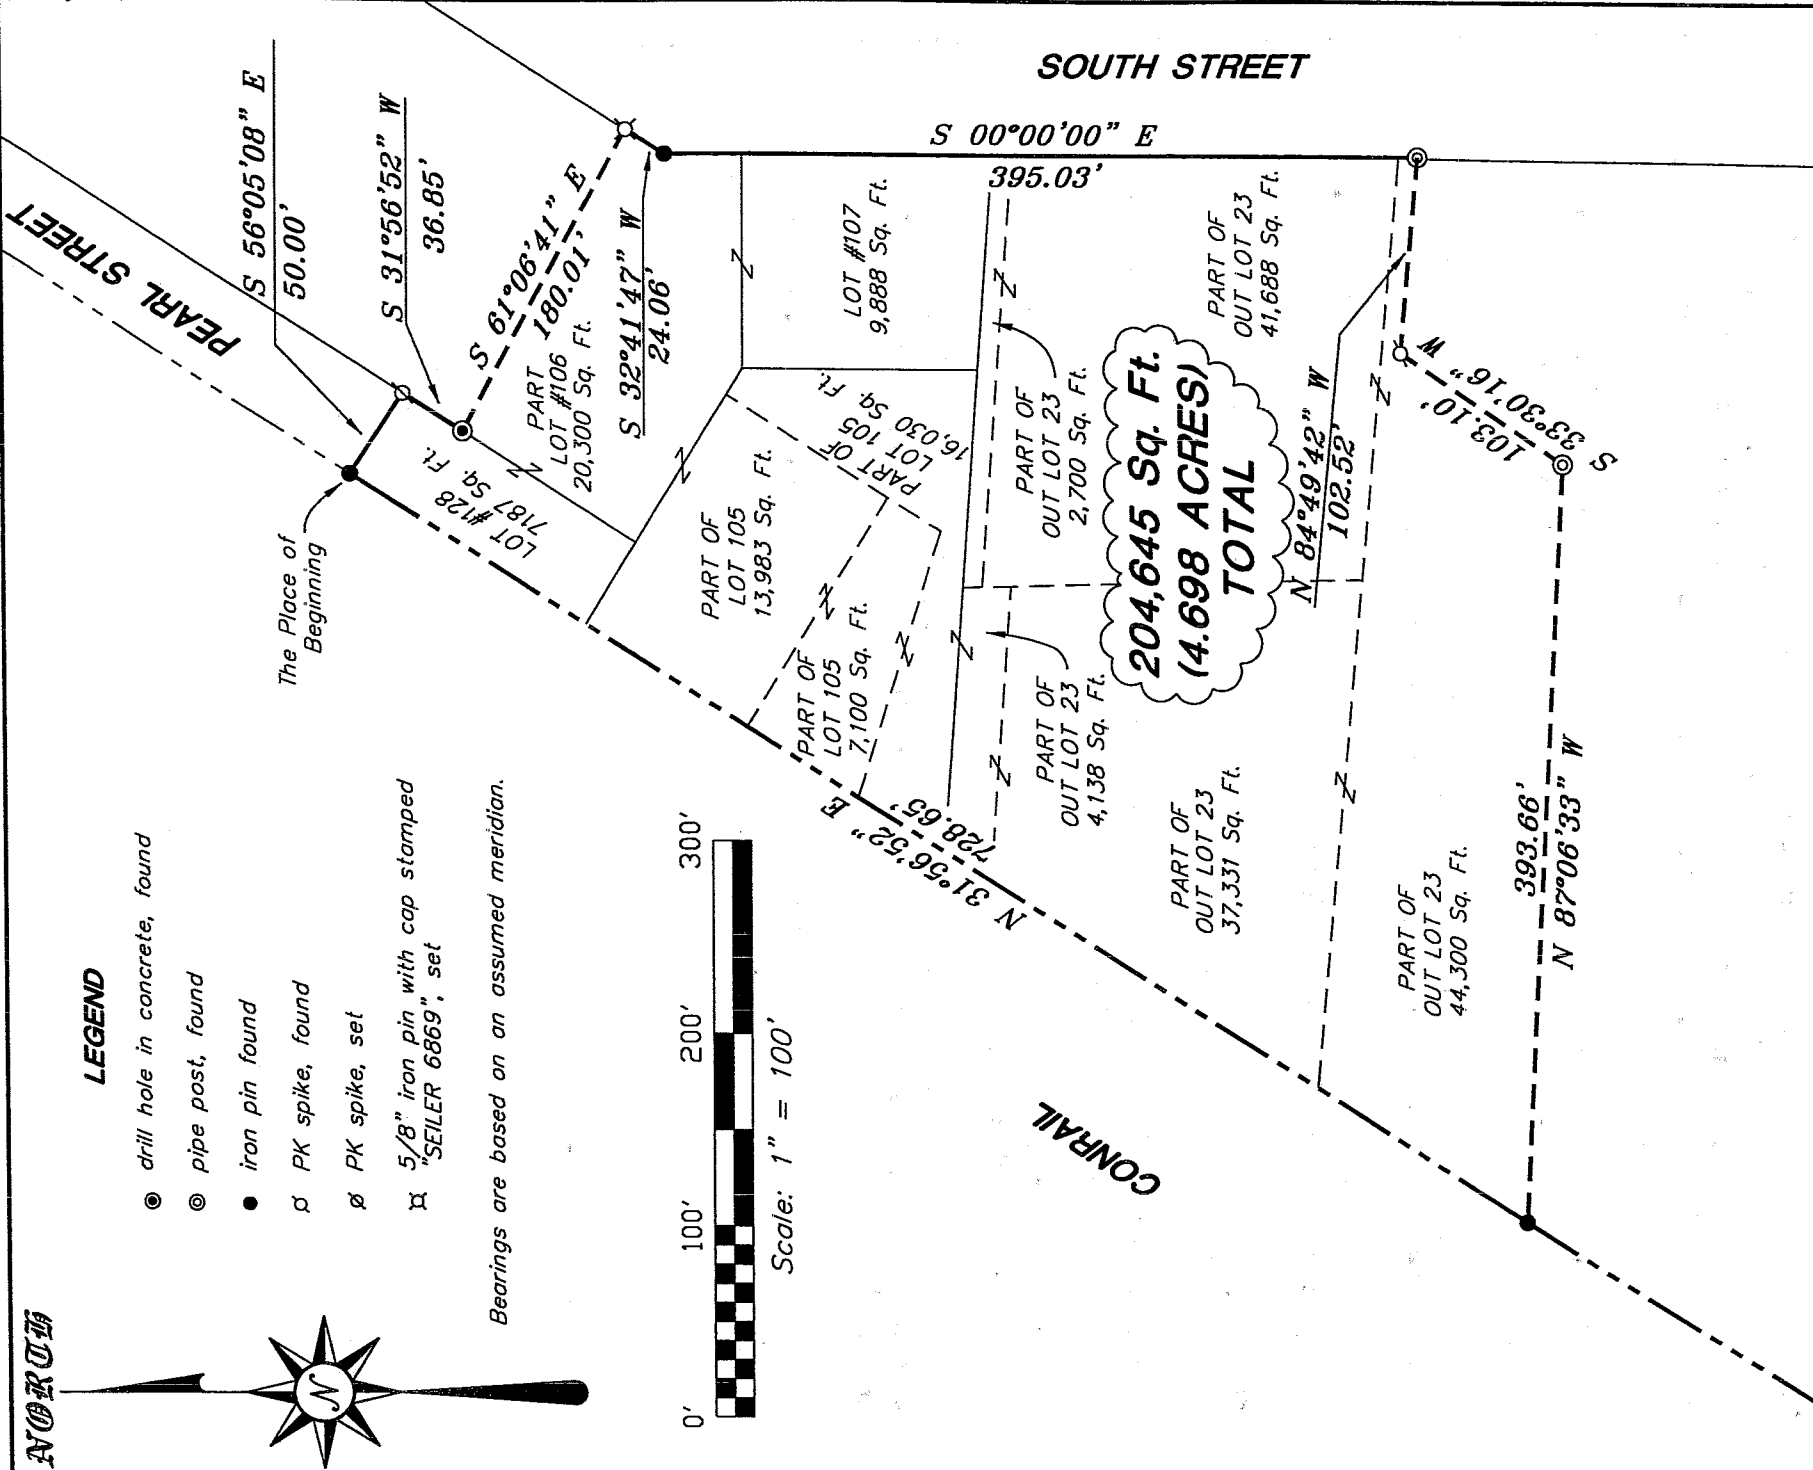 NORTH
N
LEGEND
drill hole in concrete, found
pipe post, found
iron pin found
PK spike, found
PK spike, set
5/8" iron pin with cap stamped
"SEILER 6869", set
Bearings are based on an assumed meridian.
0' 100' 200' 300'
Scale: 1" = 100'
PEARL STREET
SOUTH STREET
CONRAIL
The Place of
Beginning
S 56°05'08" E
50.00'
S 31°56'52" W
36.85'
S 61°06'41" E
180.01'
S 32°41'47" W
24.06'
S 00°00'00" E
395.03'
N 84°49'42" W
102.52'
S 33°30'16" W
103.10'
393.66'
N 87°06'33" W
N 31°56'52" E
728.65'
LOT #128
7187 Sq. Ft.
PART
LOT #106
20,300 Sq. Ft.
LOT #107
9,888 Sq. Ft.
PART OF
LOT 105
16,030 Sq. Ft.
PART OF
LOT 105
13,983 Sq. Ft.
PART OF
LOT 105
7,100 Sq. Ft.
PART OF
OUT LOT 23
2,700 Sq. Ft.
PART OF
OUT LOT 23
41,688 Sq. Ft.
PART OF
OUT LOT 23
4,138 Sq. Ft.
PART OF
OUT LOT 23
37,331 Sq. Ft.
PART OF
OUT LOT 23
44,300 Sq. Ft.
204,645 Sq. Ft.
(4.698 ACRES)
TOTAL